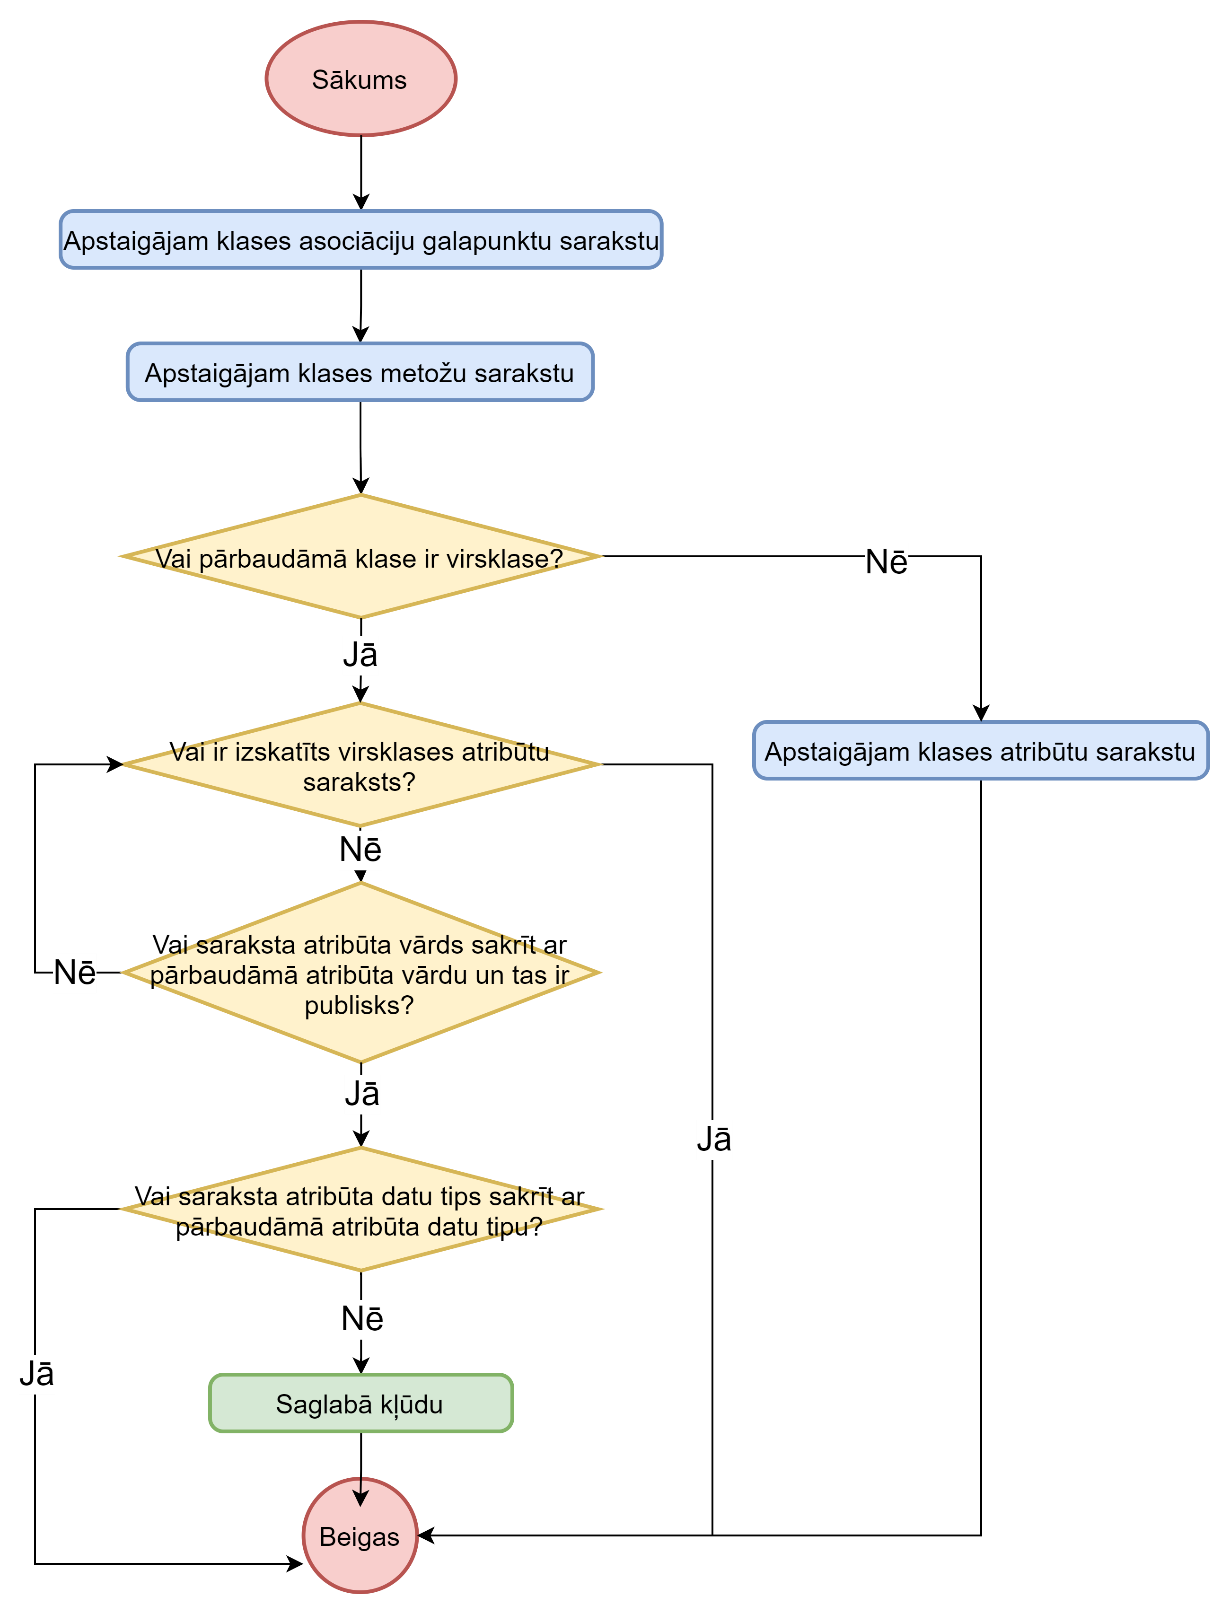 Sākums
Apstaigājam klases asociāciju galapunktu sarakstu
Apstaigājam klases metožu sarakstu
Vai pārbaudāmā klase ir virsklase?
Nē
Jā
Vai ir izskatīts virsklases atribūtu
saraksts?
Apstaigājam klases atribūtu sarakstu
Nē
Vai saraksta atribūta vārds sakrīt ar
pārbaudāmā atribūta vārdu un tas ir
publisks?
Nē
Jā
Jā
Vai saraksta atribūta datu tips sakrīt ar
pārbaudāmā atribūta datu tipu?
Nē
Jā
Saglabā kļūdu
Beigas